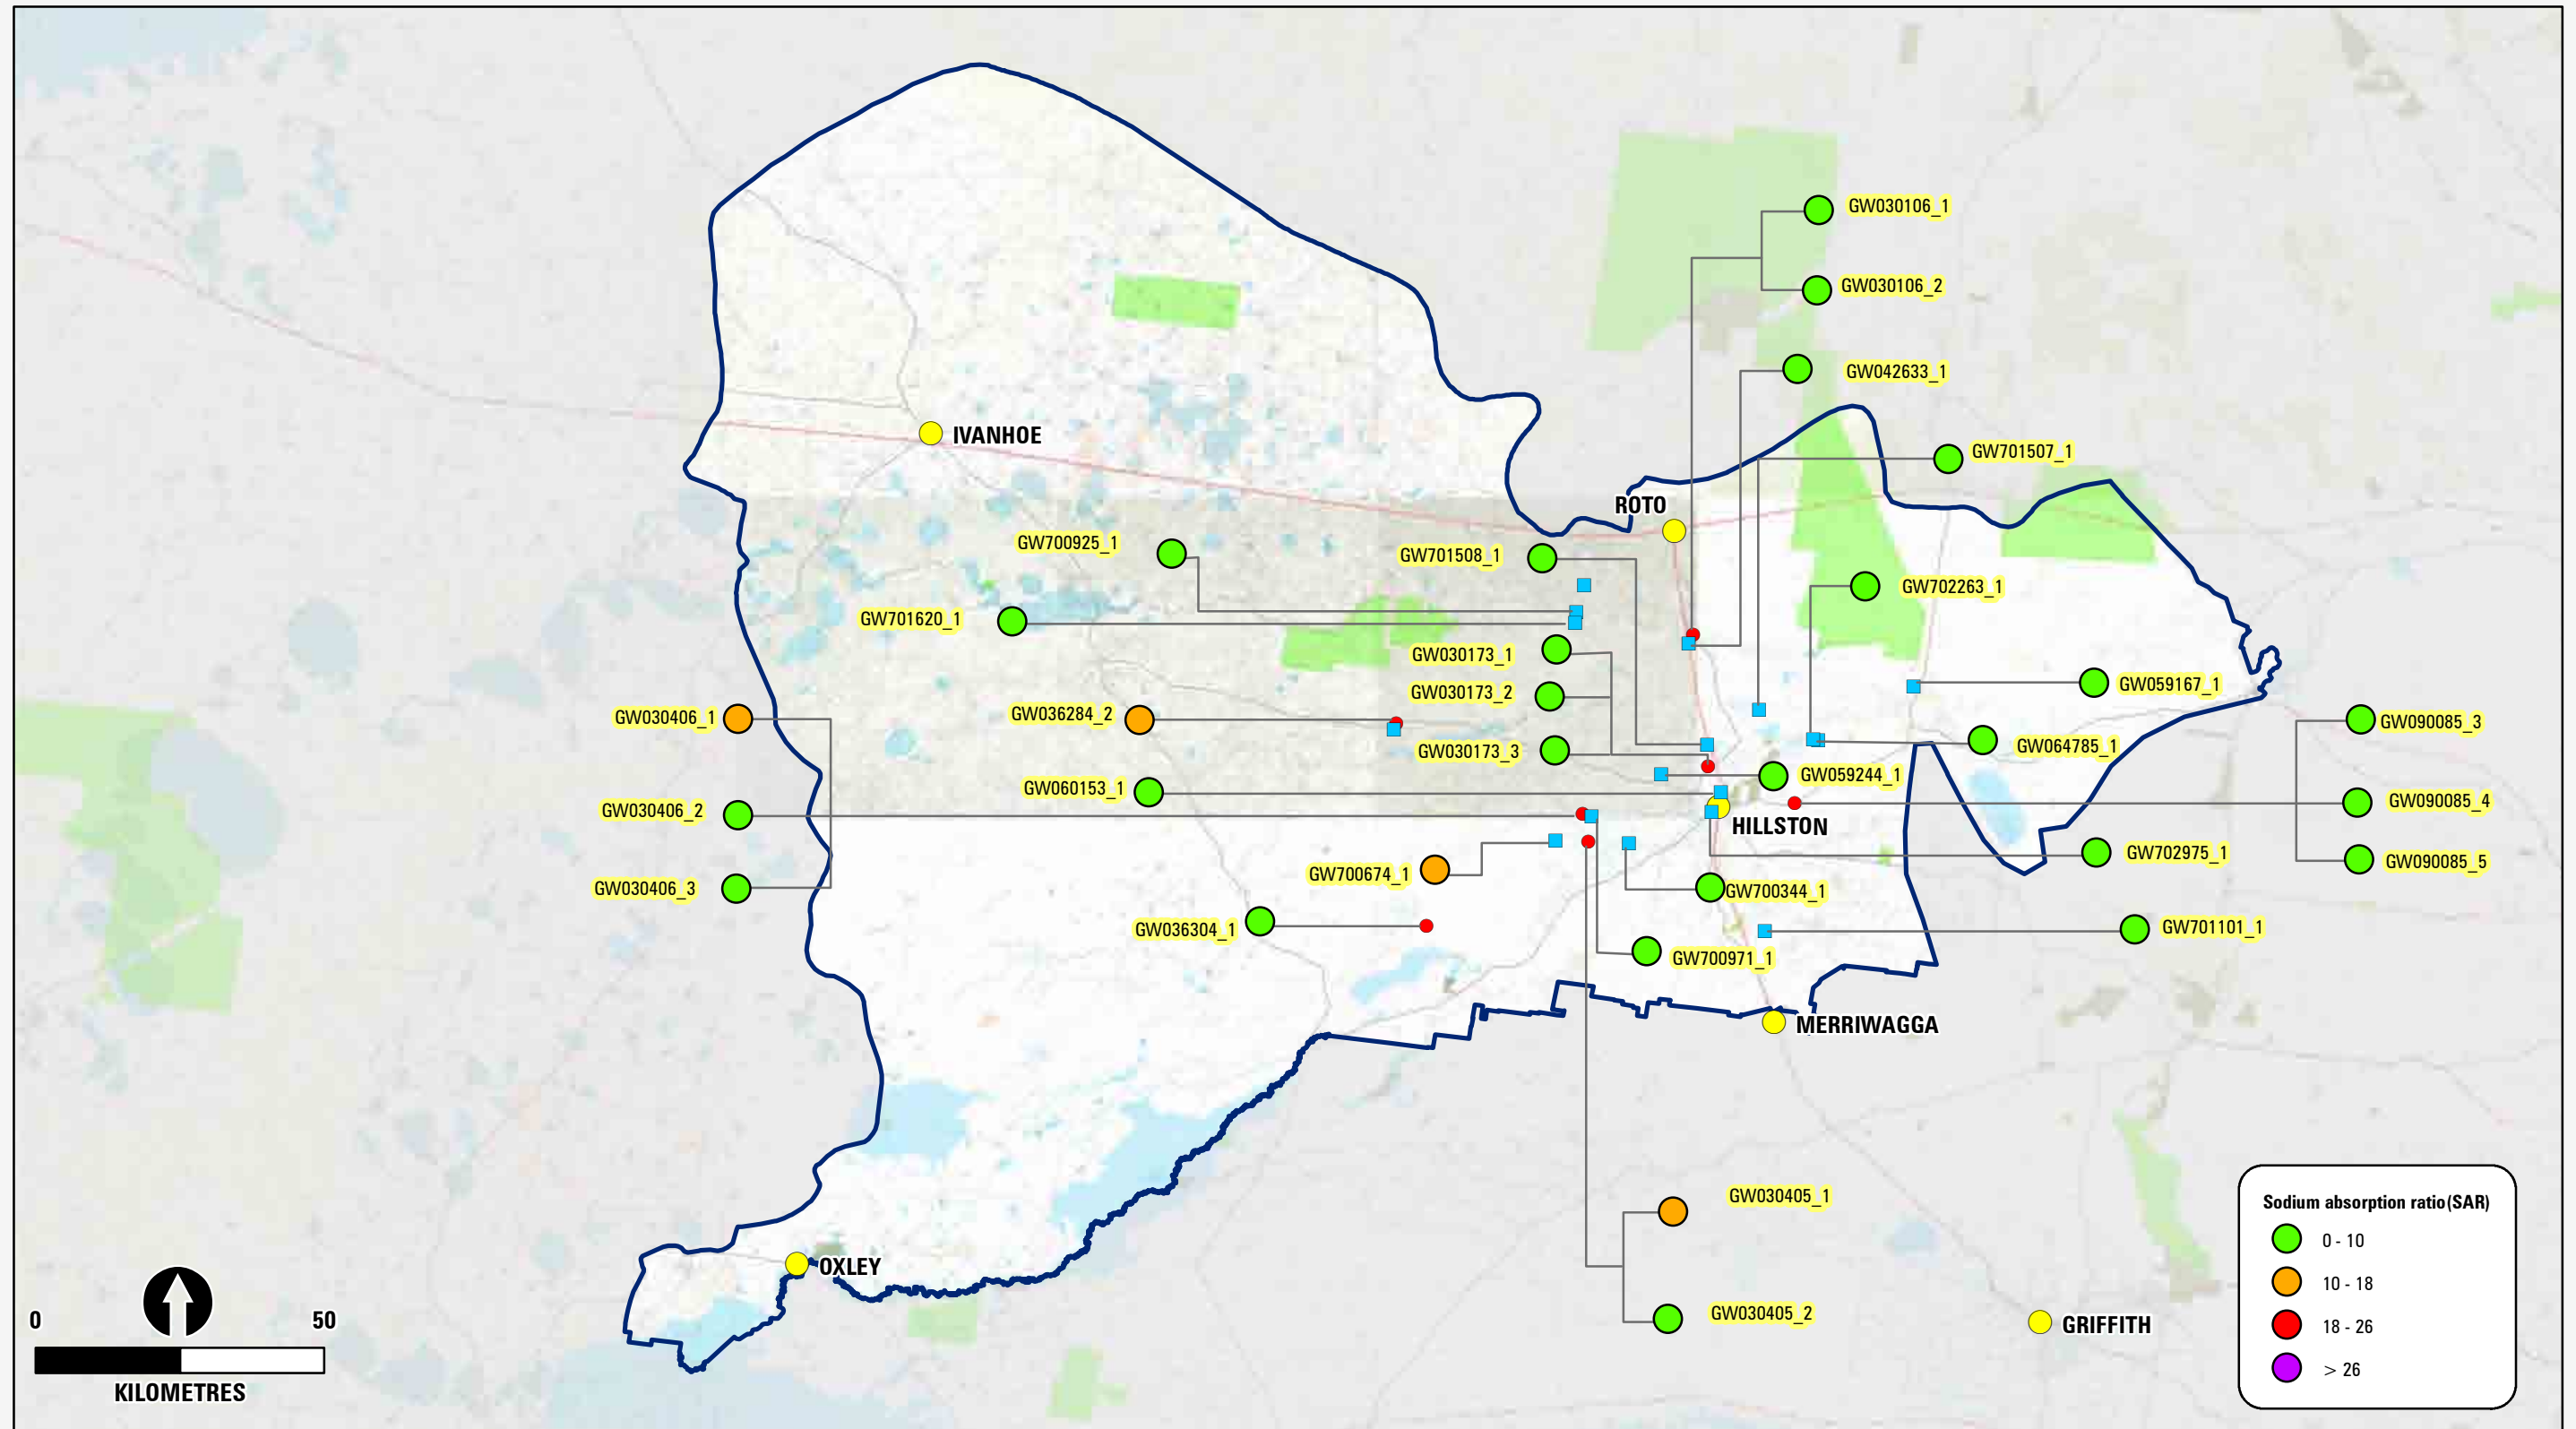 GW030106_1
GW030106_2
GW042633_1
GW701507_1
IVANHOE
ROTO
GW700925_1
GW701508_1
GW702263_1
GW701620_1
GW030173_1
GW030173_2
GW059167_1
GW030406_1
GW036284_2
GW090085_3
GW030173_3
GW064785_1
GW059244_1
GW060153_1
GW030406_2
GW090085_4
HILLSTON
GW702975_1
GW090085_5
GW700674_1
GW030406_3
GW700344_1
GW036304_1
GW701101_1
GW700971_1
MERRIWAGGA
GW030405_1
Sodium absorption ratio(SAR)
0 - 10
OXLEY
10 - 18
GW030405_2
0 50
GRIFFITH
18 - 26
> 26
KILOMETRES